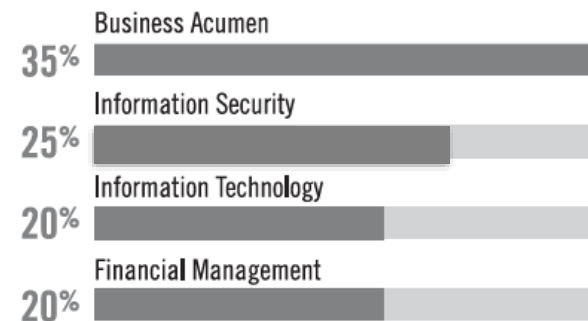 Business Acumen
35%
Information Security
25%
Information Technology
20%
Financial Management
20%